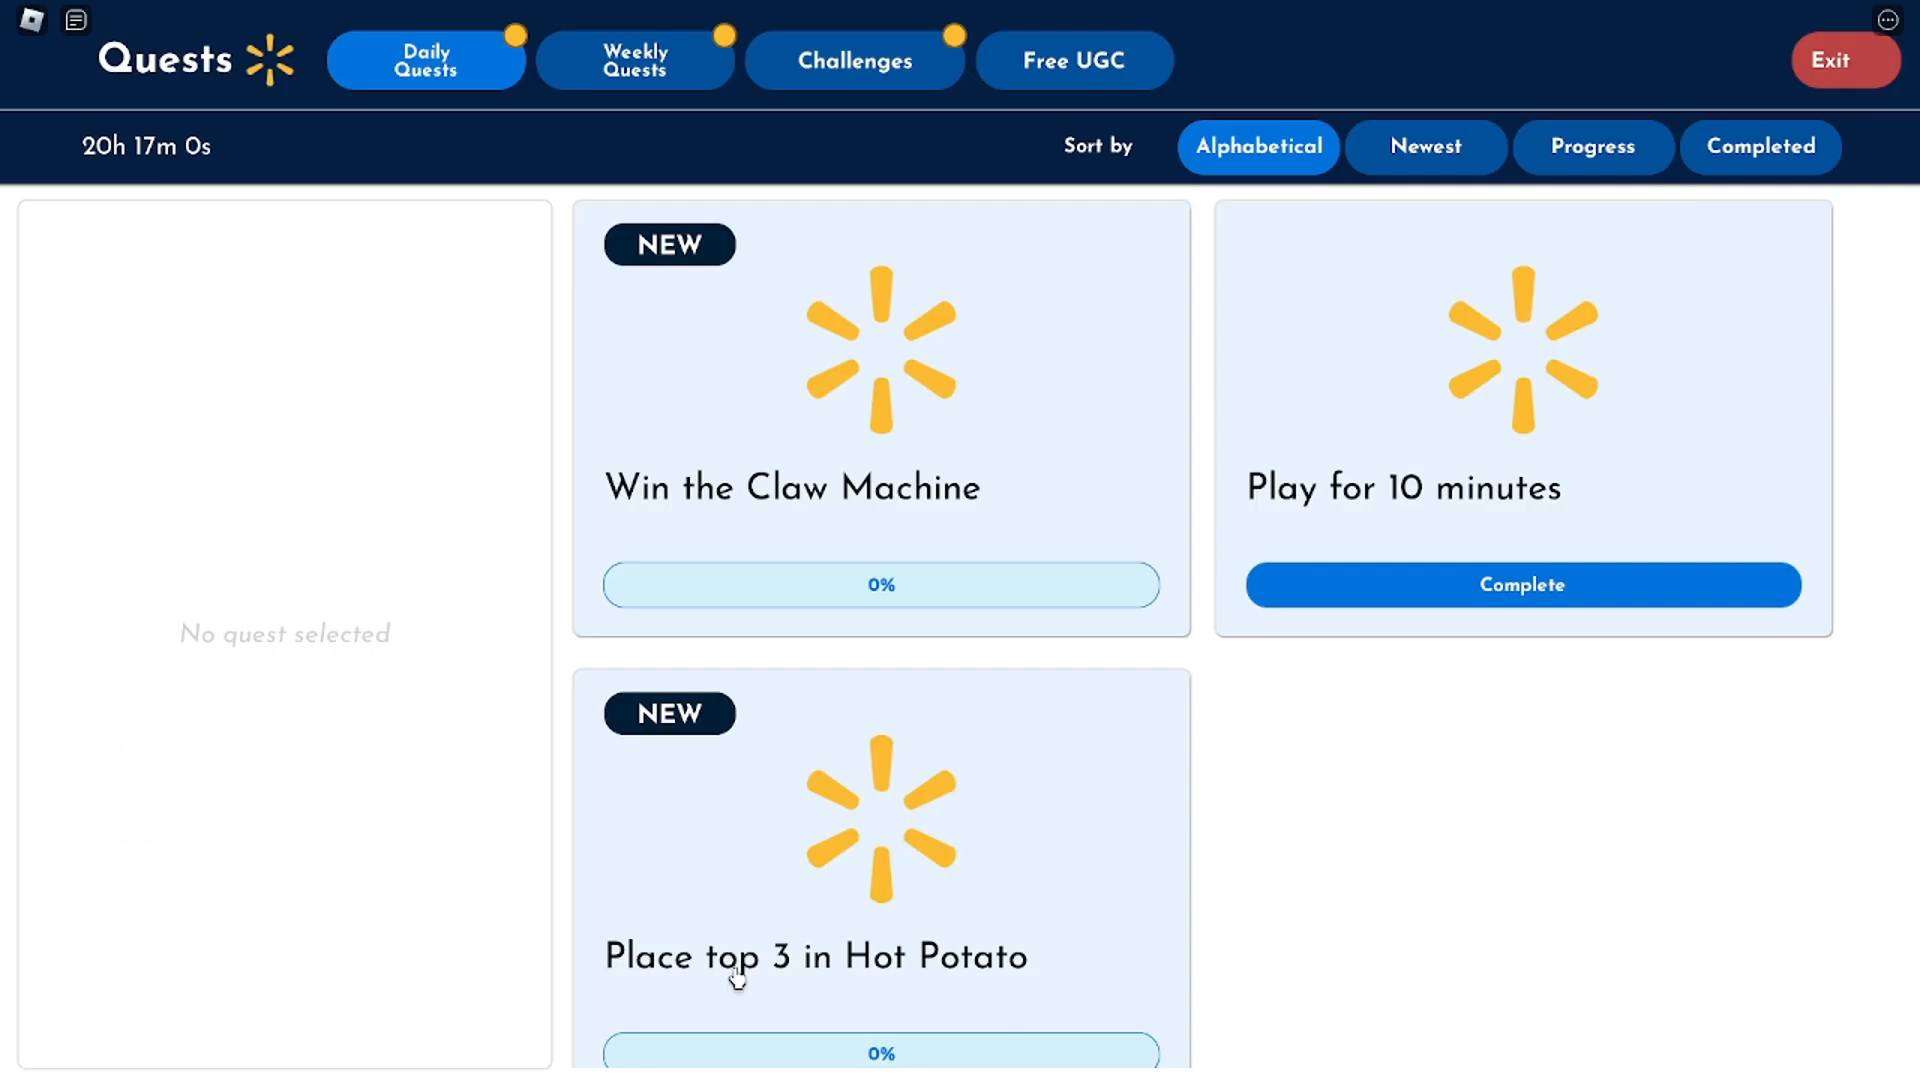 Quests
Daily
Quests
Weekly
Quests
Challenges
Free UGC
Exit
20h 17m 0s
Sort by
Alphabetical
Newest
Progress
Completed
No quest selected
NEW
Win the Claw Machine
0%
Play for 10 minutes
Complete
NEW
Place top 3 in Hot Potato
0%